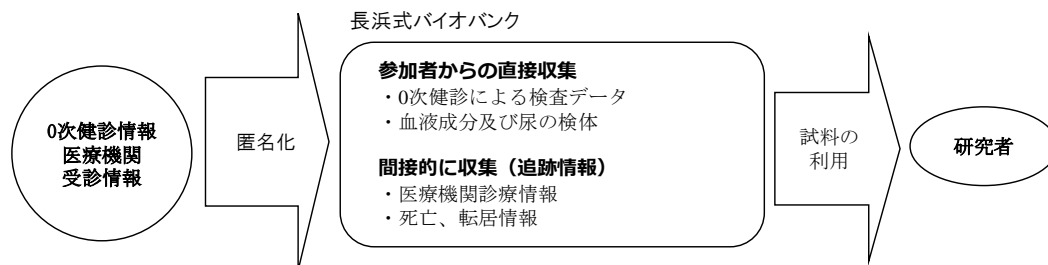 長浜式バイオバンク
0次健診情報
医療機関
受診情報
匿名化
参加者からの直接収集
・0次健診による検査データ
・血液成分及び尿の検体
間接的に収集（追跡情報）
・医療機関診療情報
・死亡、転居情報
試料の
利用
研究者